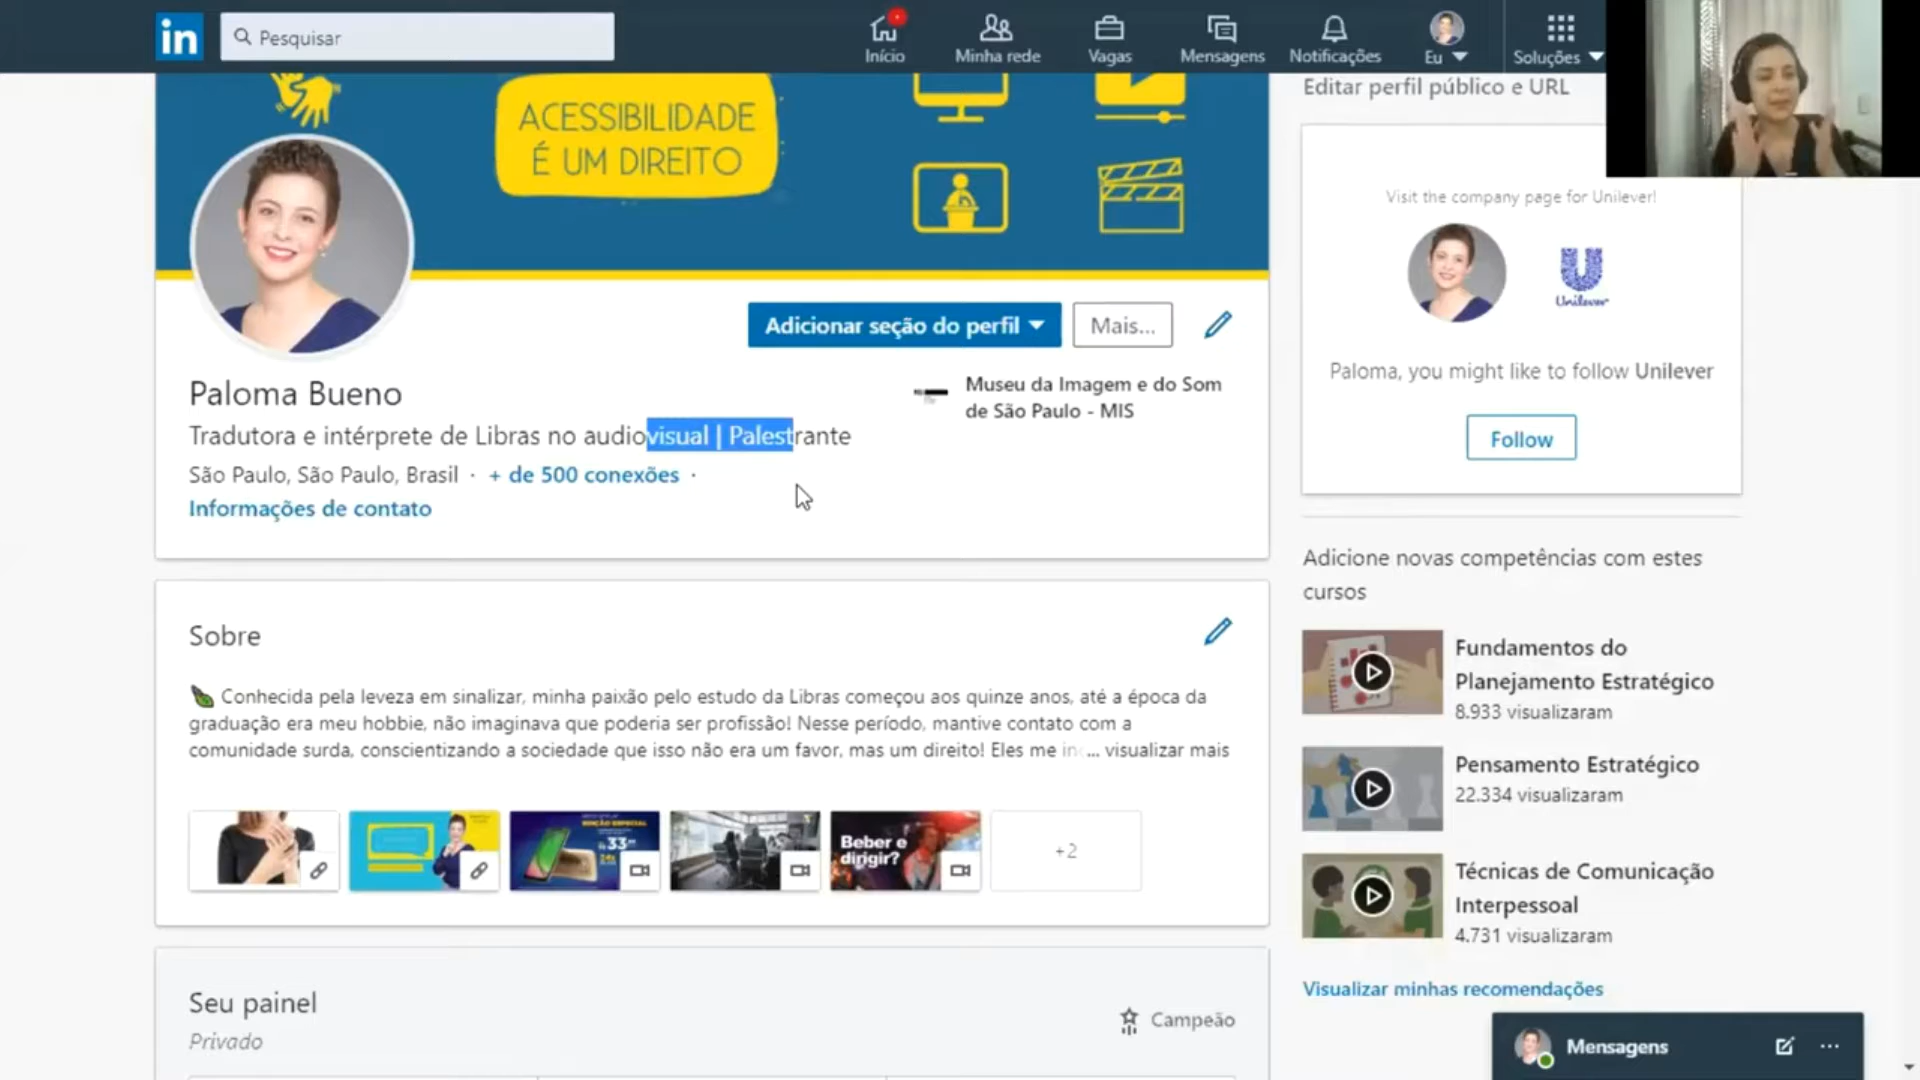 in
Pesquisar
Início
Minha rede
Vagas
Mensagens
Notificações
Eu
Soluções
ACESSIBILIDADE
É UM DIREITO
Editar perfil público e URL
Adicionar seção do perfil
Mais...
Paloma Bueno
Tradutora e intérprete de Libras no audiovisual | Palestrante
São Paulo, São Paulo, Brasil · + de 500 conexões ·
Informações de contato
Museu da Imagem e do Som
de São Paulo - MIS
Visit the company page for Unilever!
Unilever
Paloma, you might like to follow Unilever
Follow
Sobre
Conhecida pela leveza em sinalizar, minha paixão pelo estudo da Libras começou aos quinze anos, até a época da
graduação era meu hobbie, não imaginava que poderia ser profissão! Nesse período, mantive contato com a
comunidade surda, conscientizando a sociedade que isso não era um favor, mas um direito! Eles me in... visualizar mais
EDIÇÃO ESPECIAL
33
Beber e
dirigir?
+2
Adicione novas competências com estes
cursos
Fundamentos do
Planejamento Estratégico
8.933 visualizaram
Pensamento Estratégico
22.334 visualizaram
Técnicas de Comunicação
Interpessoal
4.731 visualizaram
Visualizar minhas recomendações
Seu painel
Privado
Campeão
Mensagens